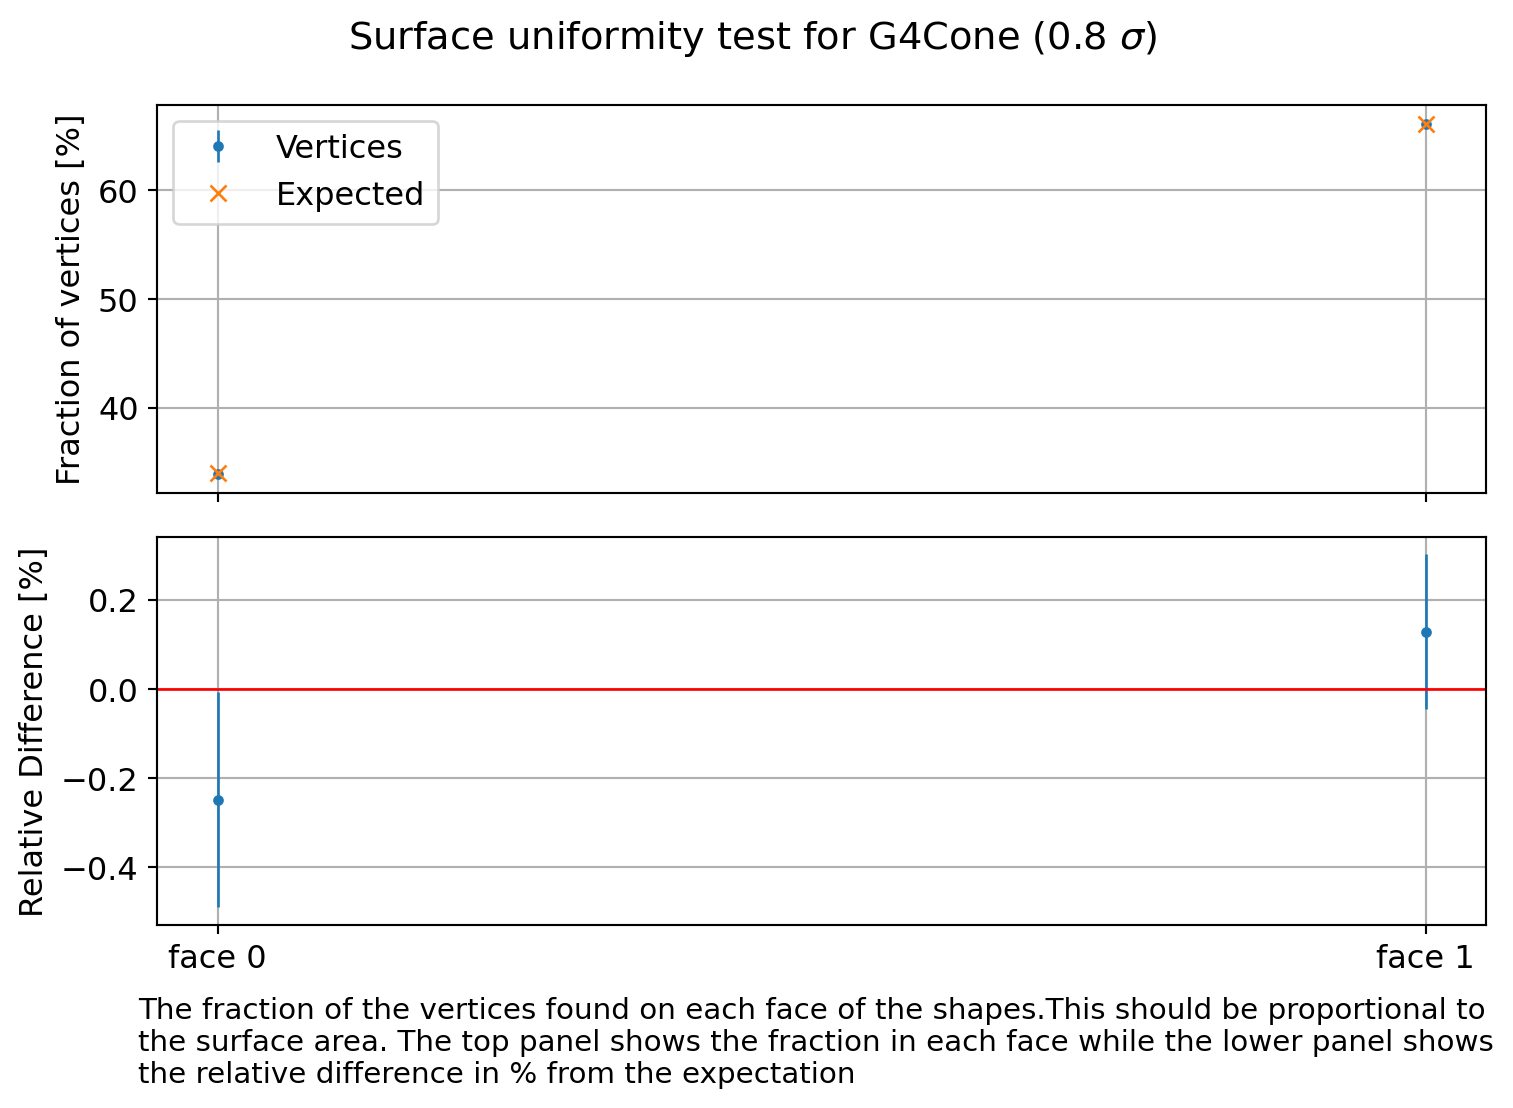 Surface uniformity test for G4Cone (0.8 σ)
Fraction of vertices [%]
60
50
40
Vertices
Expected
Relative Difference [%]
0.2
0.0
−0.2
−0.4
face 0
face 1
The fraction of the vertices found on each face of the shapes.This should be proportional to
the surface area. The top panel shows the fraction in each face while the lower panel shows
the relative difference in % from the expectation